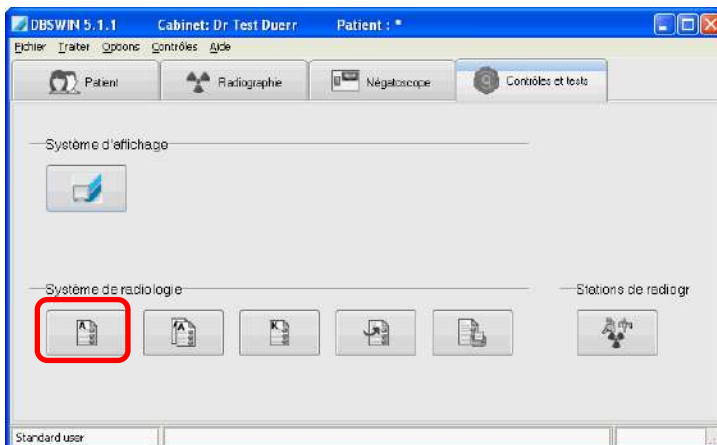 DBSWIN 5.1.1 Cabinet: Dr Test Duerr Patient : *
Fichier Traiter Options Contrôles Aide
Patient Radiographie Négatoscope Contrôles et tests
Système d'affichage
Système de radiologie Stations de radiogr
A A K
Standard user